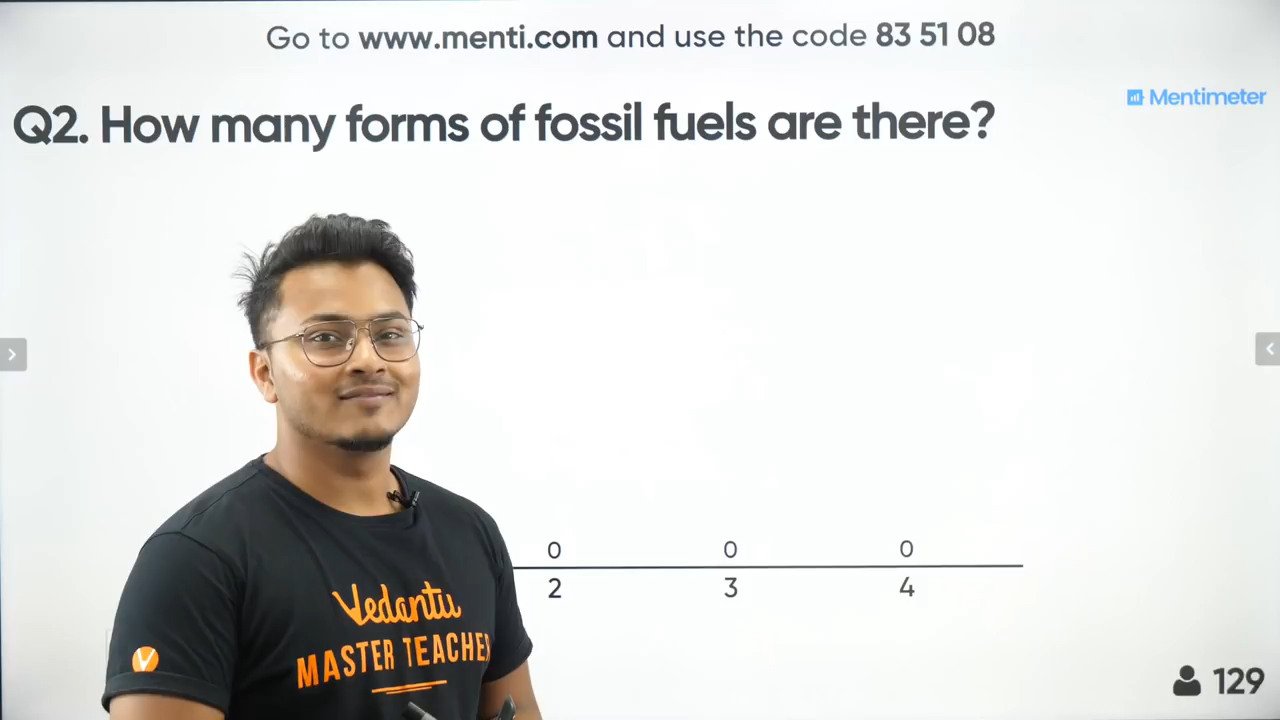 Go to www.menti.com and use the code 83 51 08
Mentimeter
Q2. How many forms of fossil fuels are there?
0 0 0
2 3 4
Vedantu
MASTER TEACHER
V
129